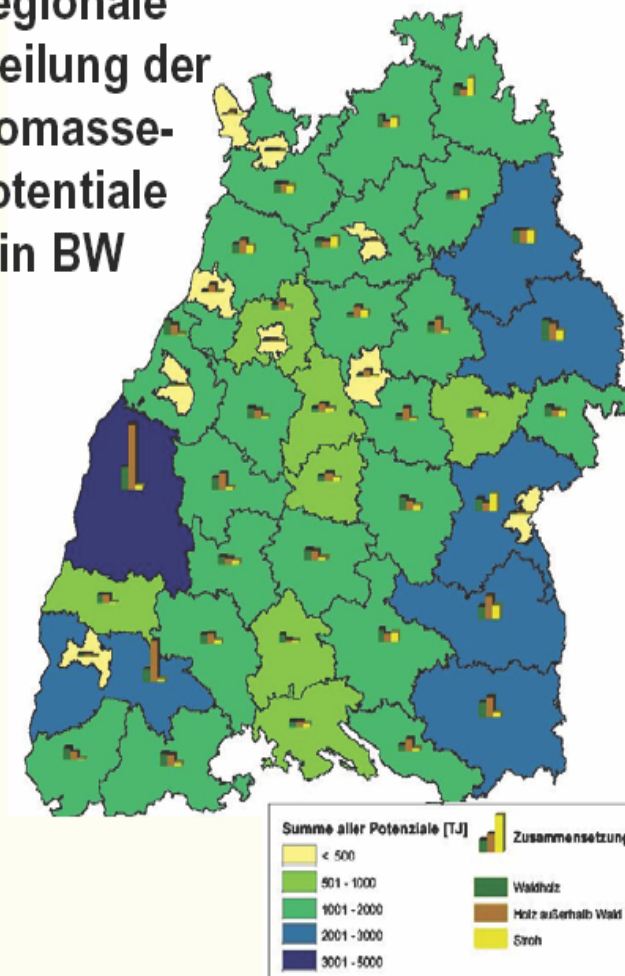 egionale
eilung der
omasse-
otentiale
in BW
Summe aller Potenziale [TJ]
< 500
501 - 1000
1001 - 2000
2001 - 3000
3001 - 5000
Zusammensetzung
Waldholz
Holz außerhalb Wald
Stroh